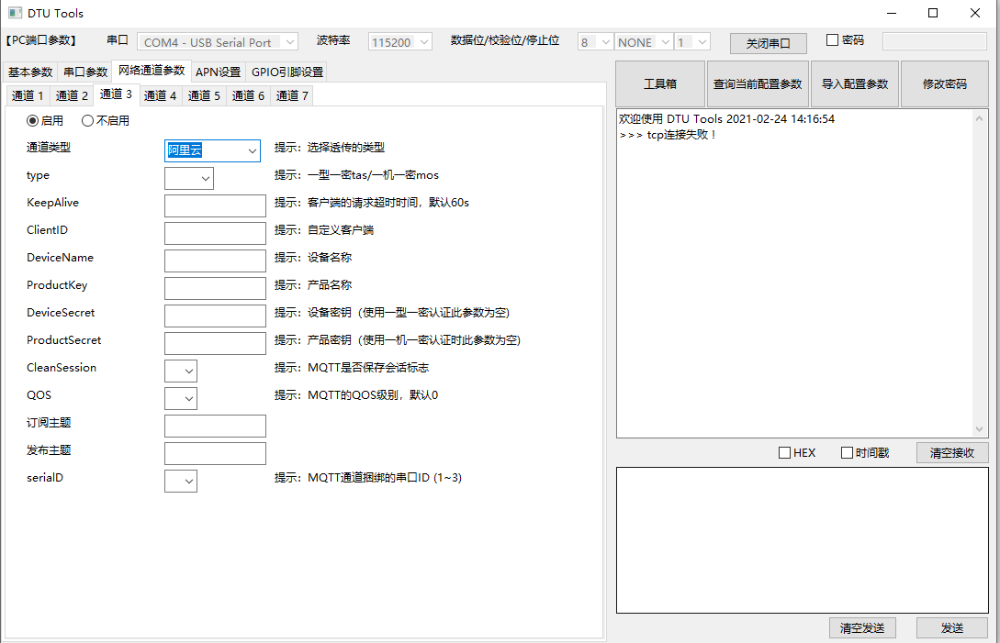 DTU Tools
【PC端口参数】 串口 COM4 - USB Serial Port 波特率 115200 数据位/校验位/停止位 8 NONE 1 关闭串口 密码
基本参数 串口参数 网络通道参数 APN设置 GPIO引脚设置
通道 1 通道 2 通道 3 通道 4 通道 5 通道 6 通道 7
启用 不启用
通道类型 阿里云 提示：选择透传的类型
type 提示：一型一密tas/一机一密mos
KeepAlive 提示：客户端的请求超时时间，默认60s
ClientID 提示：自定义客户端
DeviceName 提示：设备名称
ProductKey 提示：产品名称
DeviceSecret 提示：设备密钥（使用一型一密认证此参数为空)
ProductSecret 提示：产品密钥（使用一机一密认证时此参数为空)
CleanSession 提示：MQTT是否保存会话标志
QOS 提示：MQTT的QOS级别，默认0
订阅主题
发布主题
serialD 提示：MQTT通道捆绑的串口ID (1~3)
工具箱 查询当前配置参数 导入配置参数 修改密码
欢迎使用 DTU Tools 2021-02-24 14:16:54
>>> tcp连接失败！
HEX 时间戳 清空接收
清空发送 发送